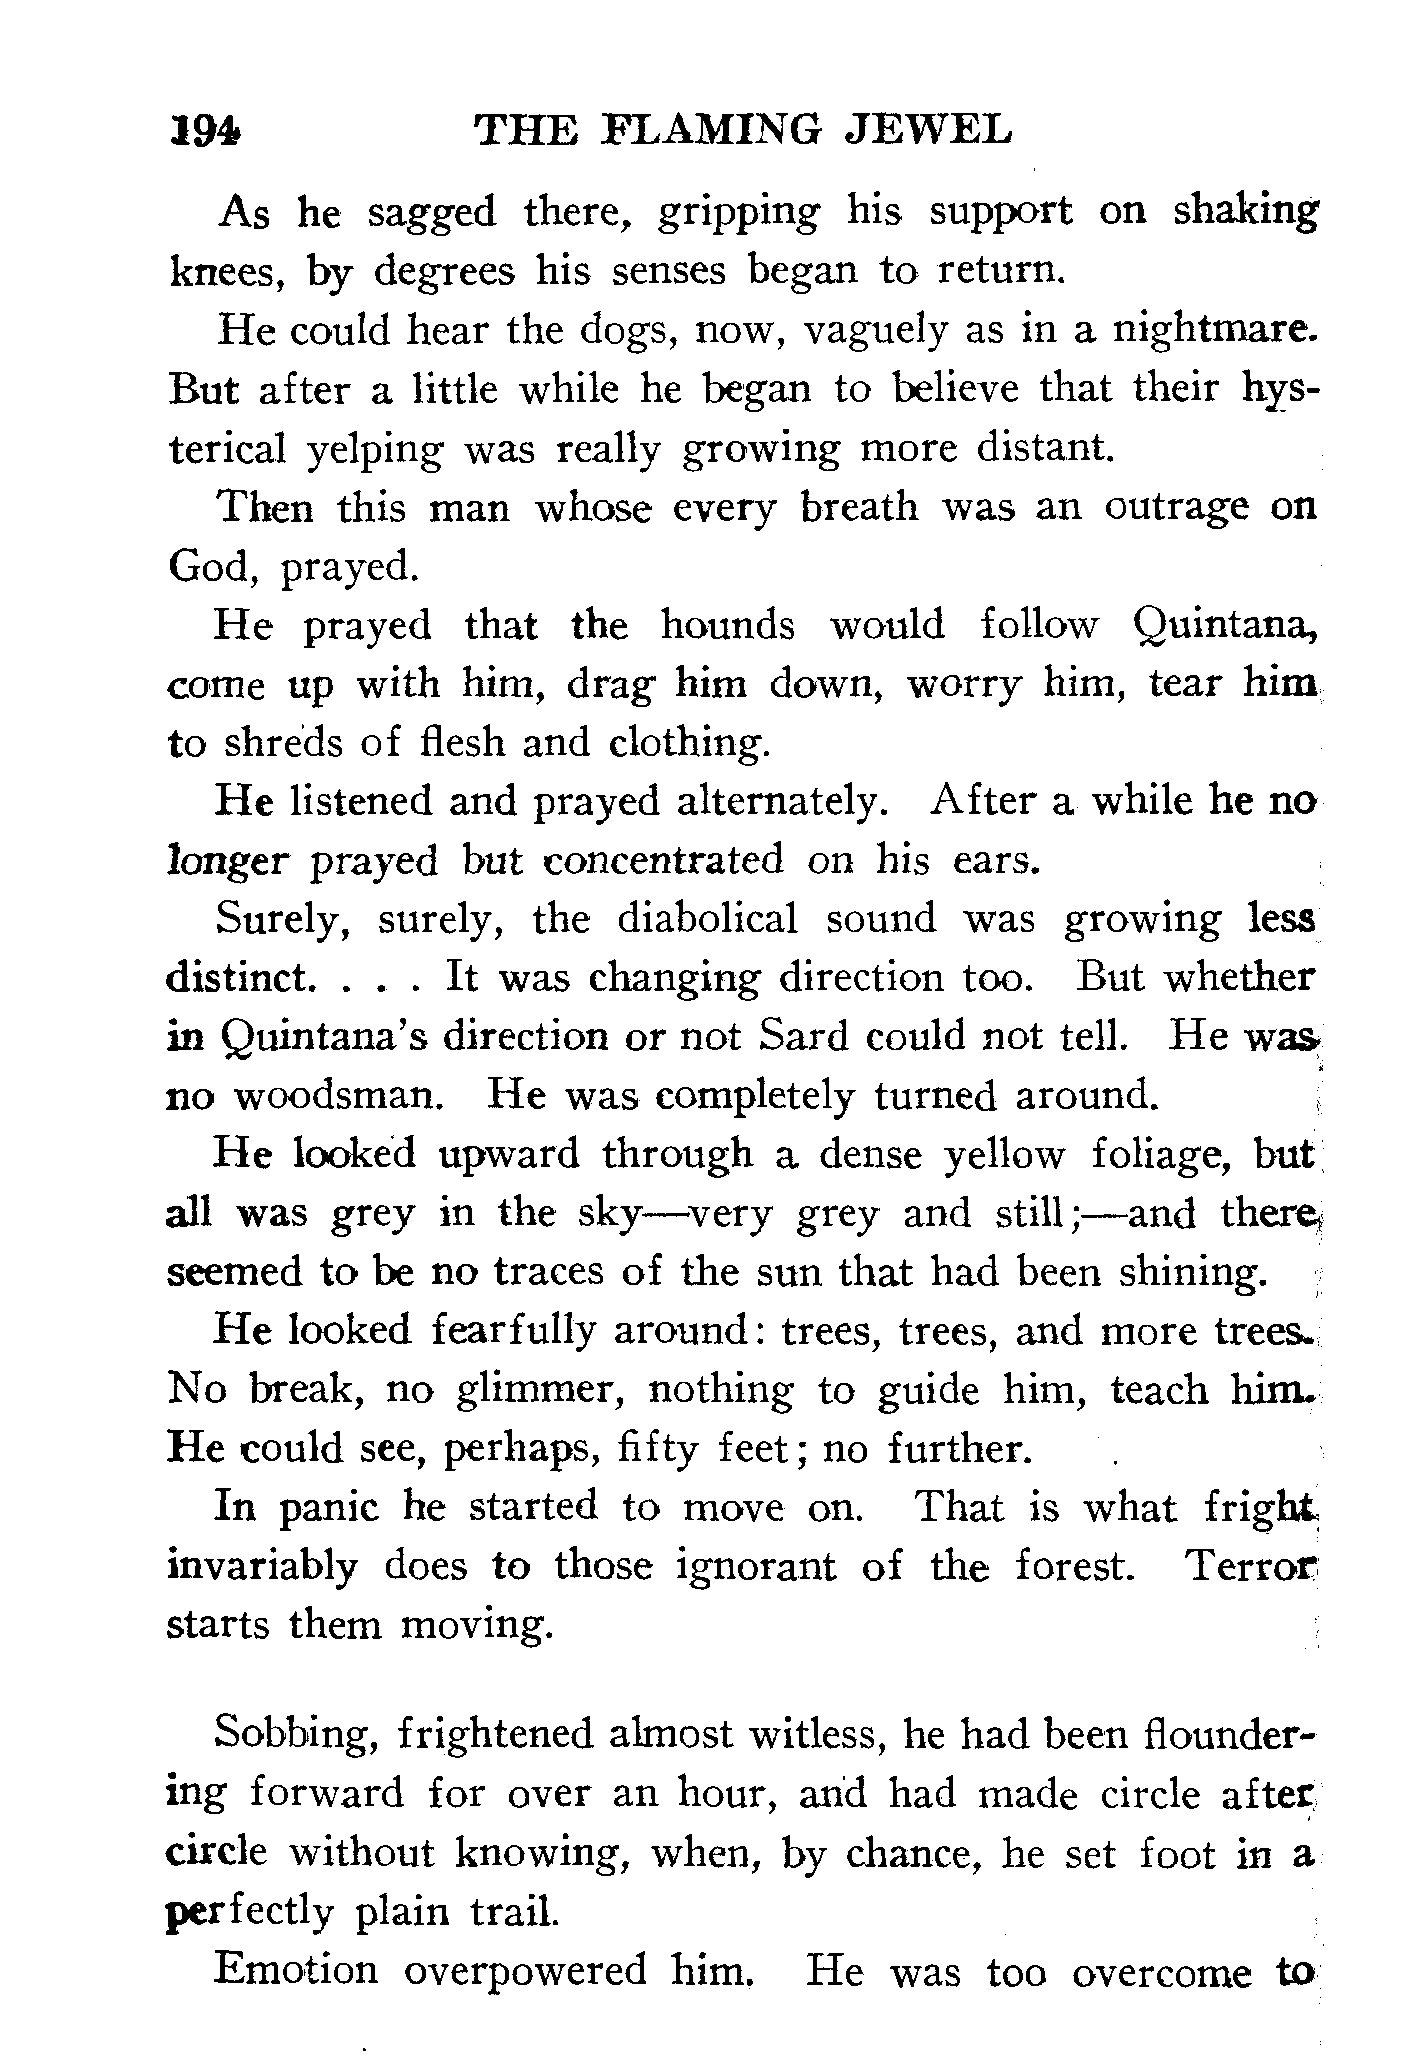 194 THE FLAMING JEWEL
As he sagged there, gripping his support on shaking
knees, by degrees his senses began to return.
He could hear the dogs, now, vaguely as in a nightmare.
But after a little while he began to believe that their hys-
terical yelping was really growing more distant.
Then this man whose every breath was an outrage on
God, prayed.
He prayed that the hounds would follow Quintana,
come up with him, drag him down, worry him, tear him
to shreds of flesh and clothing.
He listened and prayed alternately. After a while he no
longer prayed but concentrated on his ears.
Surely, surely, the diabolical sound was growing less
distinct. . . . It was changing direction too. But whether
in Quintana's direction or not Sard could not tell. He was
no woodsman. He was completely turned around.
He looked upward through a dense yellow foliage, but
all was grey in the sky—very grey and still;—and there
seemed to be no traces of the sun that had been shining.
He looked fearfully around: trees, trees, and more trees.
No break, no glimmer, nothing to guide him, teach him.
He could see, perhaps, fifty feet; no further.
In panic he started to move on. That is what fright
invariably does to those ignorant of the forest. Terror
starts them moving.
Sobbing, frightened almost witless, he had been flounder-
ing forward for over an hour, and had made circle after
circle without knowing, when, by chance, he set foot in a
perfectly plain trail.
Emotion overpowered him. He was too overcome to